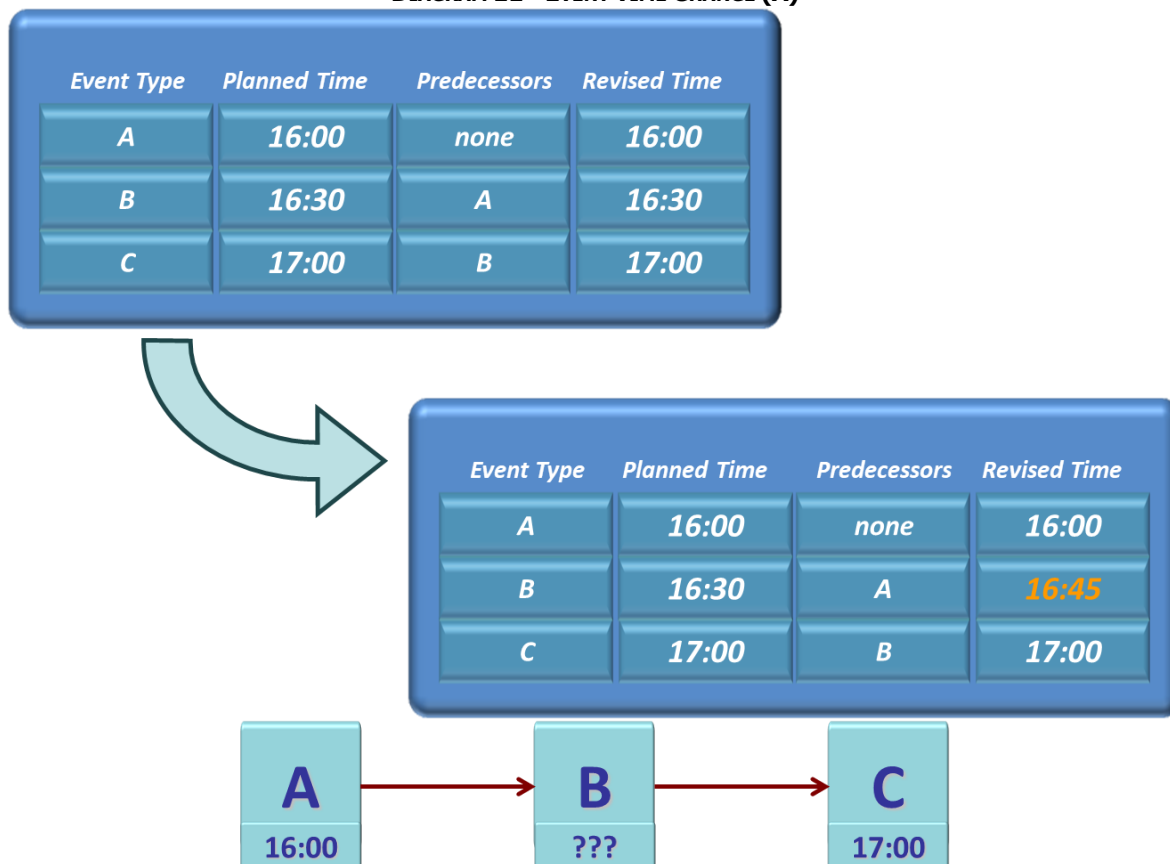 (A)
Event Type Planned Time Predecessors Revised Time
A 16:00 none 16:00
B 16:30 A 16:30
C 17:00 B 17:00
Event Type Planned Time Predecessors Revised Time
A 16:00 none 16:00
B 16:30 A 16:45
C 17:00 B 17:00
A B C
16:00 ??? 17:00